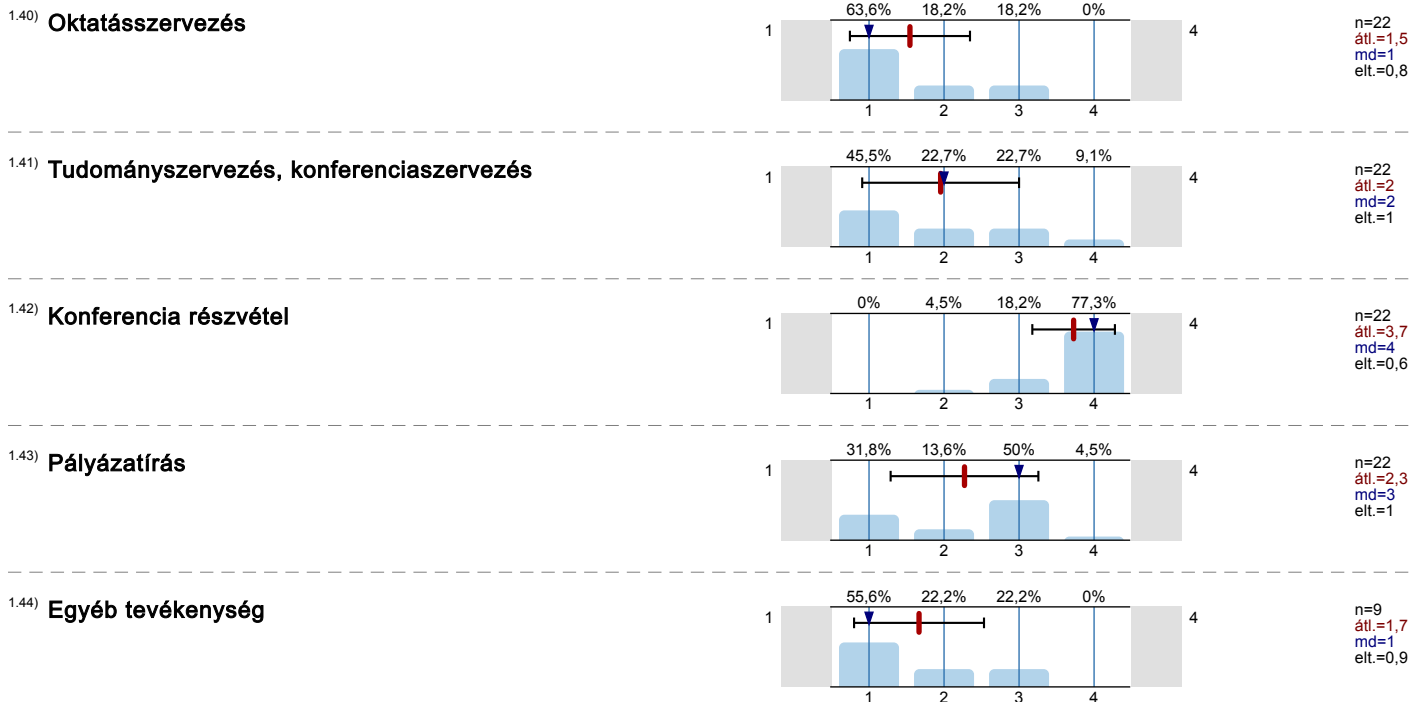 1.40) Oktatásszervezés
63,6% 18,2% 18,2% 0%
1 4
1 2 3 4
n=22
átl.=1,5
md=1
elt.=0,8
1.41) Tudományszervezés, konferenciaszervezés
45,5% 22,7% 22,7% 9,1%
1 4
1 2 3 4
n=22
átl.=2
md=2
elt.=1
1.42) Konferencia részvétel
0% 4,5% 18,2% 77,3%
1 4
1 2 3 4
n=22
átl.=3,7
md=4
elt.=0,6
1.43) Pályázatírás
31,8% 13,6% 50% 4,5%
1 4
1 2 3 4
n=22
átl.=2,3
md=3
elt.=1
1.44) Egyéb tevékenység
55,6% 22,2% 22,2% 0%
1 4
1 2 3 4
n=9
átl.=1,7
md=1
elt.=0,9